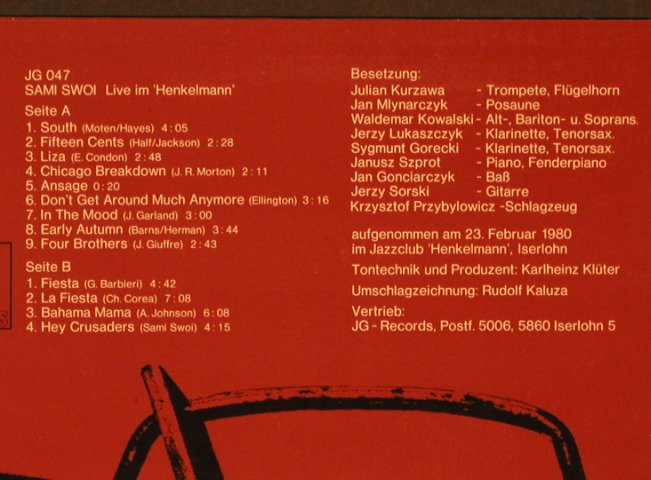 JG 047
SAMI SWOI Live im 'Henkelmann'
Seite A
1. South (Moten/Hayes) 4:05
2. Fifteen Cents (Half/Jackson) 2:28
3. Liza (E. Condon) 2:48
4. Chicago Breakdown (J. R. Morton) 2:11
5. Ansage 0:20
6. Don't Get Around Much Anymore (Ellington) 3:16
7. In The Mood (J. Garland) 3:00
8. Early Autumn (Barns/Herman) 3:44
9. Four Brothers (J. Giuffre) 2:43
Seite B
1. Fiesta (G. Barbieri) 4:42
2. La Fiesta (Ch. Corea) 7:08
3. Bahama Mama (A. Johnson) 6:08
4. Hey Crusaders (Sami Swoi) 4:15
Besetzung:
Julian Kurzawa - Trompete, Flügelhorn
Jan Mlynarczyk - Posaune
Waldemar Kowalski - Alt-, Bariton- u. Soprans.
Jerzy Lukaszczyk - Klarinette, Tenorsax.
Sygmunt Gorecki - Klarinette, Tenorsax.
Janusz Szprot - Piano, Fenderpiano
Jan Gonciarczyk - Baß
Jerzy Sorski - Gitarre
Krzysztof Przybylowicz - Schlagzeug
aufgenommen am 23. Februar 1980
im Jazzclub 'Henkelmann', Iserlohn
Tontechnik und Produzent: Karlheinz Klüter
Umschlagzeichnung: Rudolf Kaluza
Vertrieb:
JG - Records, Postf. 5006, 5860 Iserlohn 5